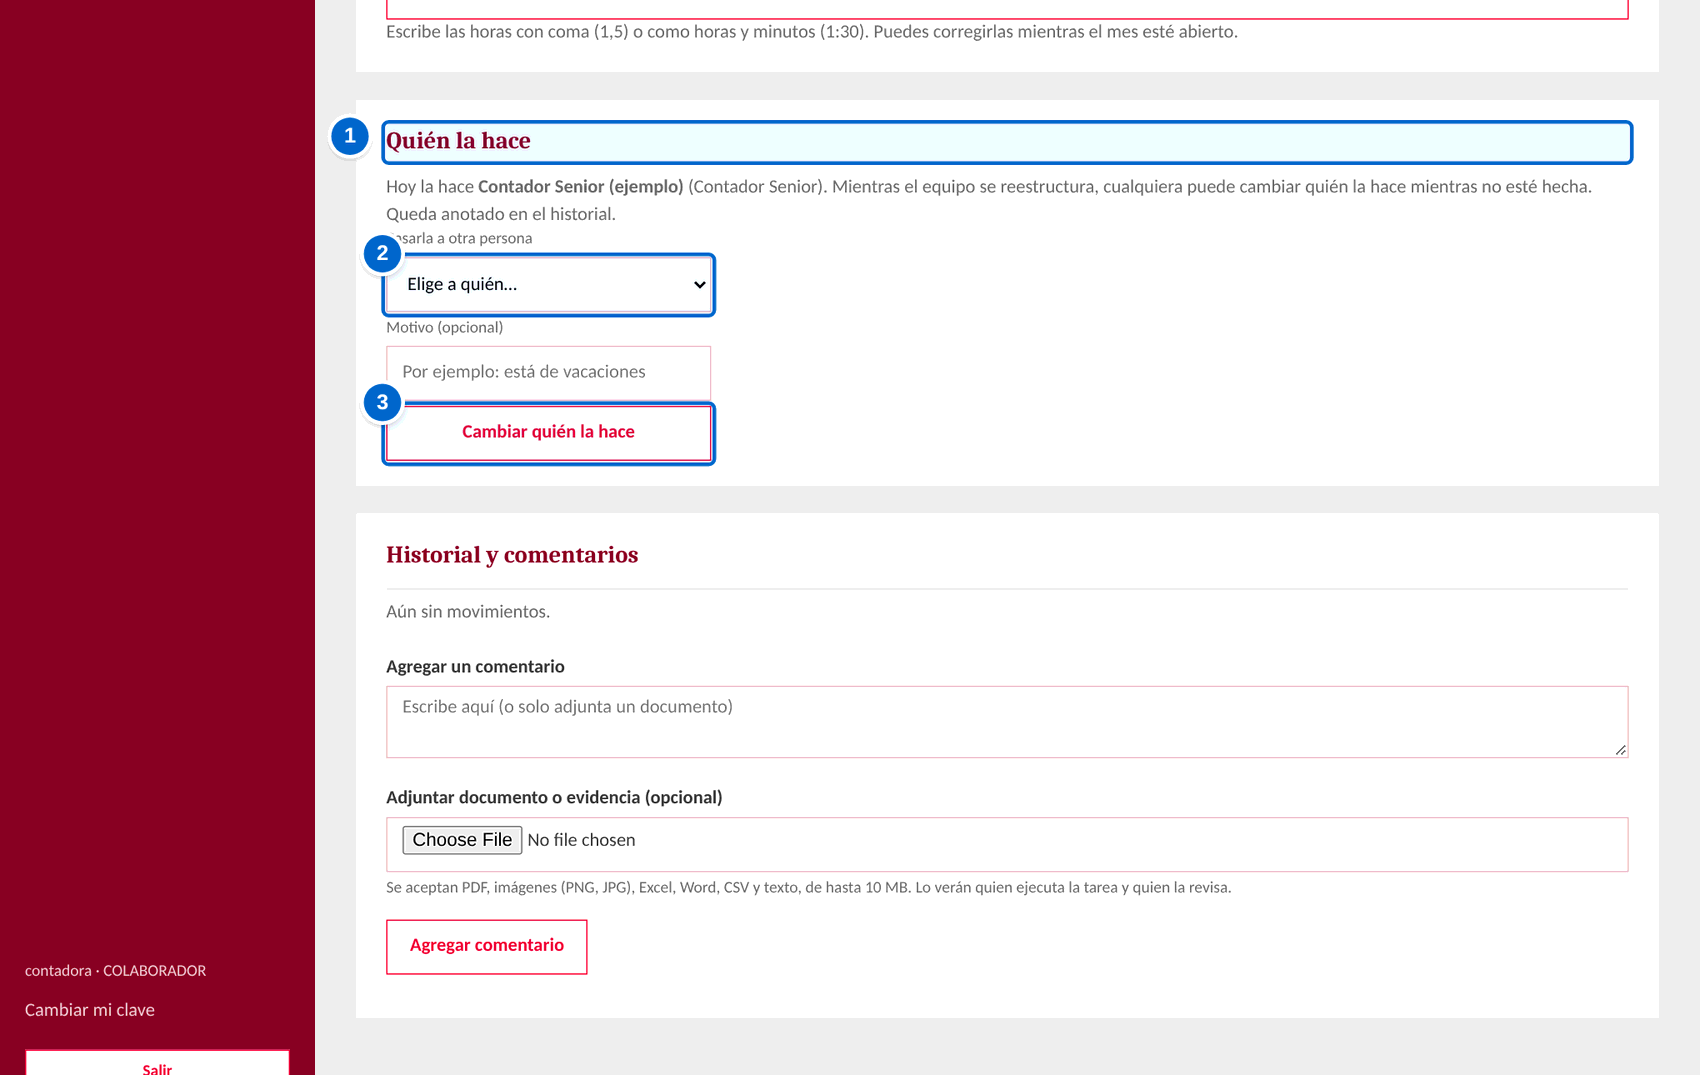 Escribe las horas con coma (1,5) o como horas y minutos (1:30). Puedes corregirlas mientras el mes esté abierto.
1
Quién la hace
Hoy la hace Contador Senior (ejemplo) (Contador Senior). Mientras el equipo se reestructura, cualquiera puede cambiar quién la hace mientras no esté hecha.
Queda anotado en el historial.
a otra persona
2
Elige a quién...
Motivo (opcional)
Por ejemplo: está de vacaciones
3
Cambiar quién la hace
Historial y comentarios
Aún sin movimientos.
Agregar un comentario
Escribe aquí (o solo adjunta un documento)
Adjuntar documento o evidencia (opcional)
Choose File No file chosen
Se aceptan PDF, imágenes (PNG, JPG), Excel, Word, CSV y texto, de hasta 10 MB. Lo verán quien ejecuta la tarea y quien la revisa.
Agregar comentario
contadora · COLABORADOR
Cambiar mi clave
Salir